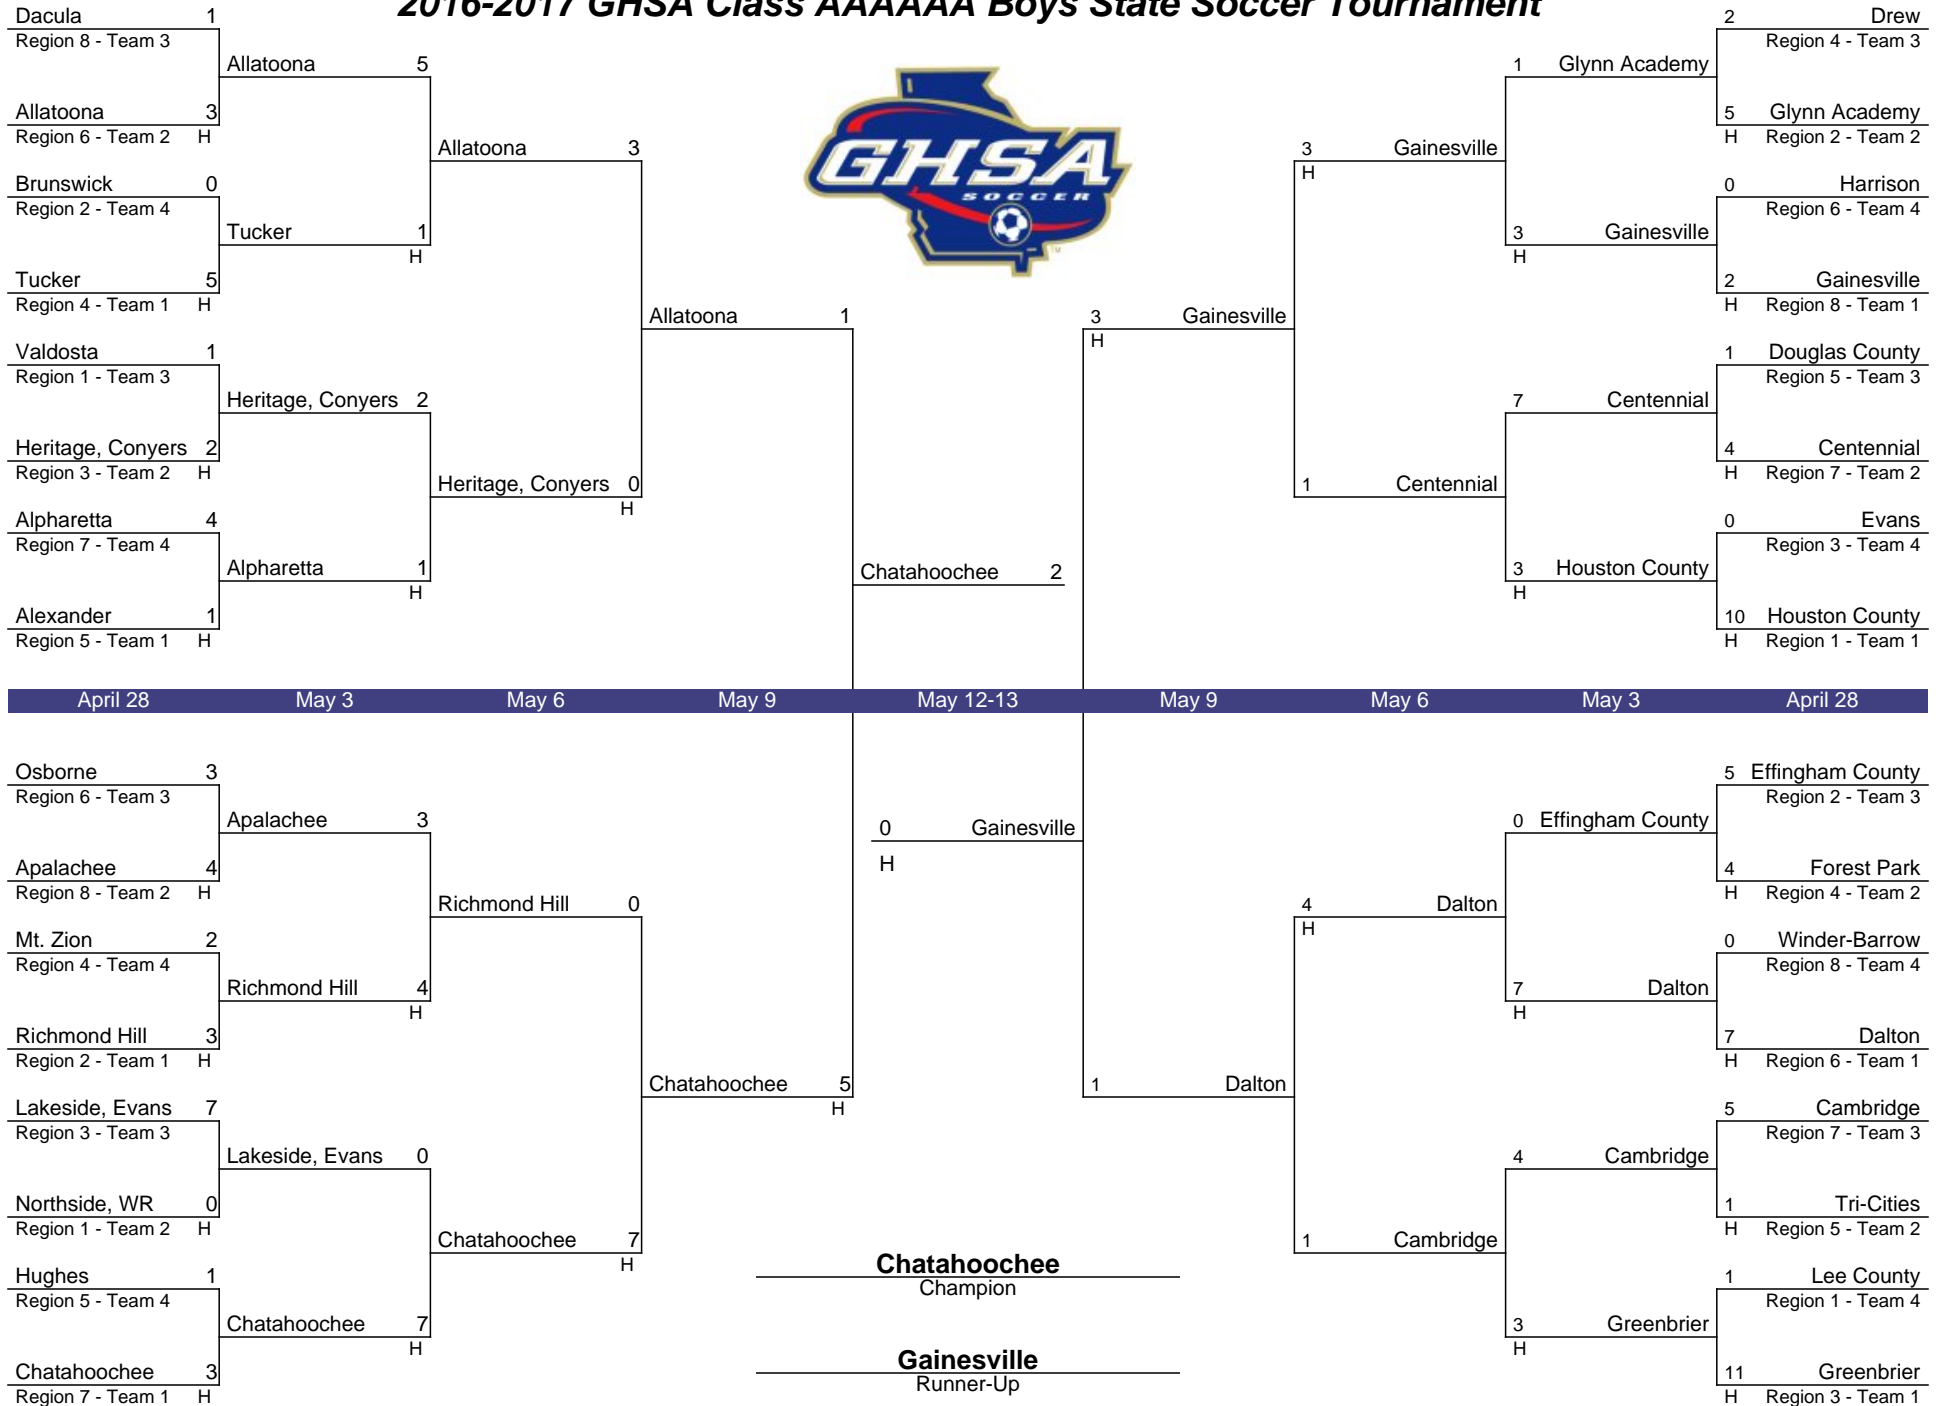 2016-2017 GHSA Class AAAAAA Boys State Soccer Tournament
GHSA
SOCCER
TM
Dacula 1
Region 8 - Team 3
Allatoona 3
Region 6 - Team 2 H
Brunswick 0
Region 2 - Team 4
Tucker 5
Region 4 - Team 1 H
Valdosta 1
Region 1 - Team 3
Heritage, Conyers 2
Region 3 - Team 2 H
Alpharetta 4
Region 7 - Team 4
Alexander 1
Region 5 - Team 1 H
Allatoona 5
Tucker 1
H
Heritage, Conyers 2
Alpharetta 1
H
Allatoona 3
Heritage, Conyers 0
H
Allatoona 1
Chatahoochee 2
3 Gainesville
H
3 Gainesville
H
1 Centennial
1 Glynn Academy
3 Gainesville
H
7 Centennial
3 Houston County
H
2 Drew
Region 4 - Team 3
5 Glynn Academy
H Region 2 - Team 2
0 Harrison
Region 6 - Team 4
2 Gainesville
H Region 8 - Team 1
1 Douglas County
Region 5 - Team 3
4 Centennial
H Region 7 - Team 2
0 Evans
Region 3 - Team 4
10 Houston County
H Region 1 - Team 1
April 28 May 3 May 6 May 9 May 12-13 May 9 May 6 May 3 April 28
Osborne 3
Region 6 - Team 3
Apalachee 4
Region 8 - Team 2 H
Mt. Zion 2
Region 4 - Team 4
Richmond Hill 3
Region 2 - Team 1 H
Lakeside, Evans 7
Region 3 - Team 3
Northside, WR 0
Region 1 - Team 2 H
Hughes 1
Region 5 - Team 4
Chatahoochee 3
Region 7 - Team 1 H
Apalachee 3
Richmond Hill 4
H
Lakeside, Evans 0
Chatahoochee 7
H
Richmond Hill 0
Chatahoochee 7
H
Chatahoochee 5
H
0 Gainesville
H
1 Dalton
4 Dalton
H
1 Cambridge
0 Effingham County
7 Dalton
H
4 Cambridge
3 Greenbrier
H
5 Effingham County
Region 2 - Team 3
4 Forest Park
H Region 4 - Team 2
0 Winder-Barrow
Region 8 - Team 4
7 Dalton
H Region 6 - Team 1
5 Cambridge
Region 7 - Team 3
1 Tri-Cities
H Region 5 - Team 2
1 Lee County
Region 1 - Team 4
11 Greenbrier
H Region 3 - Team 1
Chatahoochee
Champion
Gainesville
Runner-Up